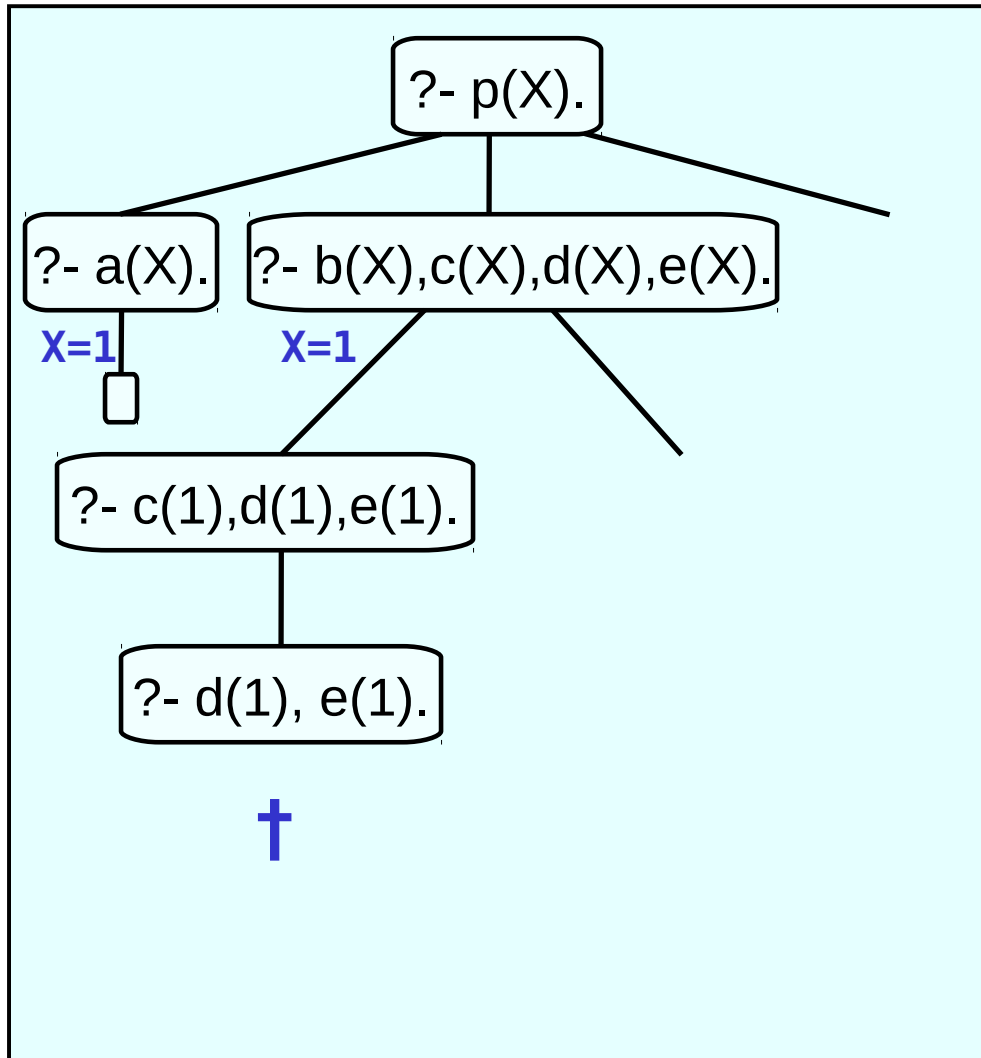 ?- p(X).
?- a(X).
?- b(X),c(X),d(X),e(X).
X=1
X=1
?- c(1),d(1),e(1).
?- d(1), e(1).
†